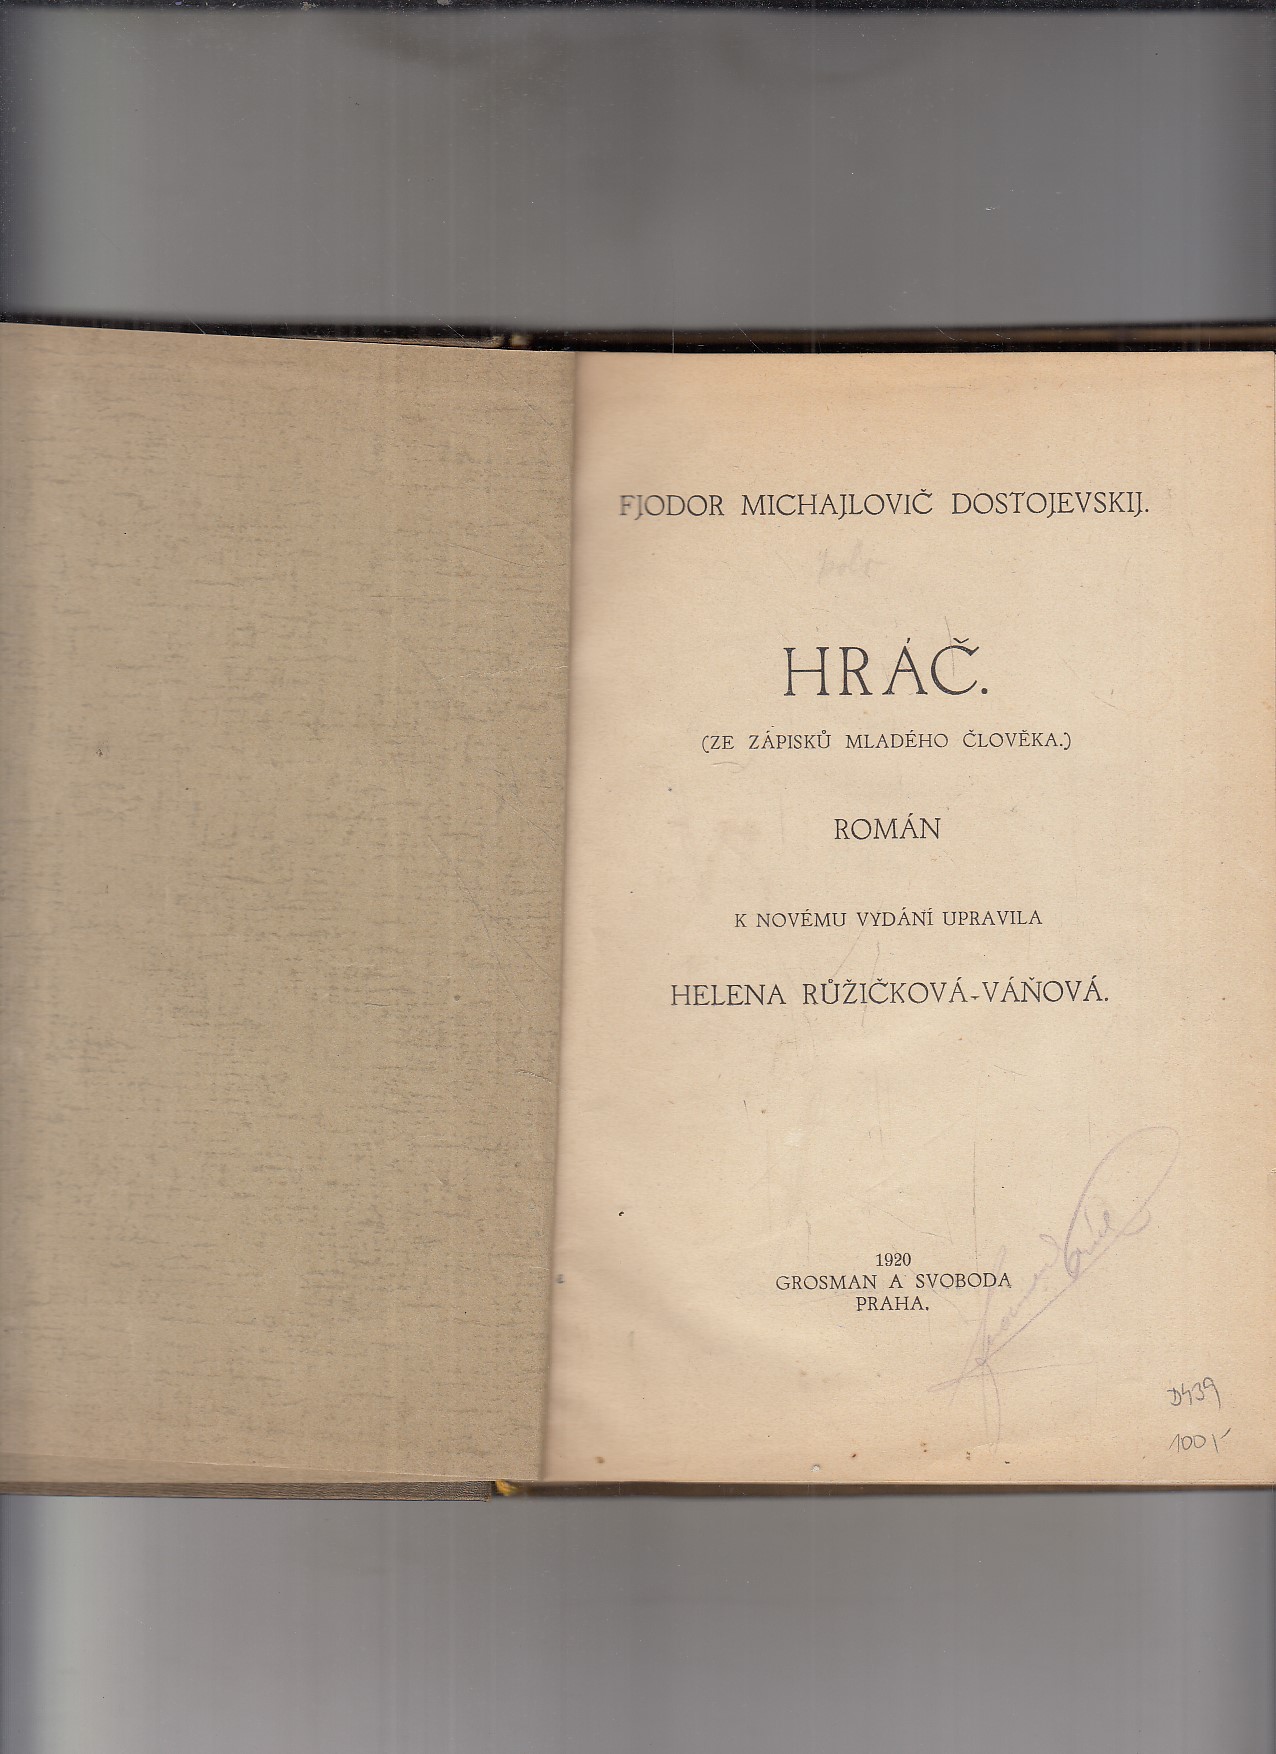 FJODOR MICHAJLOVIČ DOSTOJEVSKIJ.
HRÁČ.
(ZE ZÁPISKŮ MLADÉHO ČLOVĚKA.)
ROMÁN
K NOVÉMU VYDÁNÍ UPRAVILA
HELENA RŮŽIČKOVÁ-VÁŇOVÁ.
1920
GROSMAN A SVOBODA
PRAHA.
D439
100,-